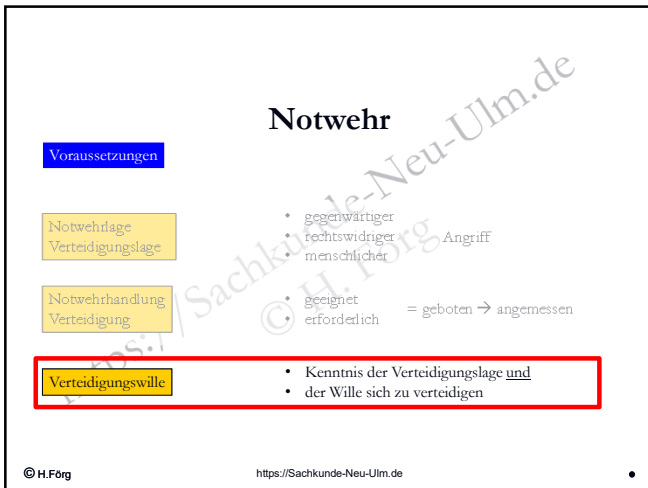 Notwehr
Voraussetzungen
Notwehrlage
Verteidigungslage
• gegenwärtiger
• rechtswidriger
• menschlicher
Angriff
Notwehrhandlung
Verteidigung
• geeignet
• erforderlich
= geboten → angemessen
Verteidigungswille
• Kenntnis der Verteidigungslage und
• der Wille sich zu verteidigen
https://Sachkunde-Neu-Ulm.de
© H. Förg
© H.Förg
https://Sachkunde-Neu-Ulm.de
•